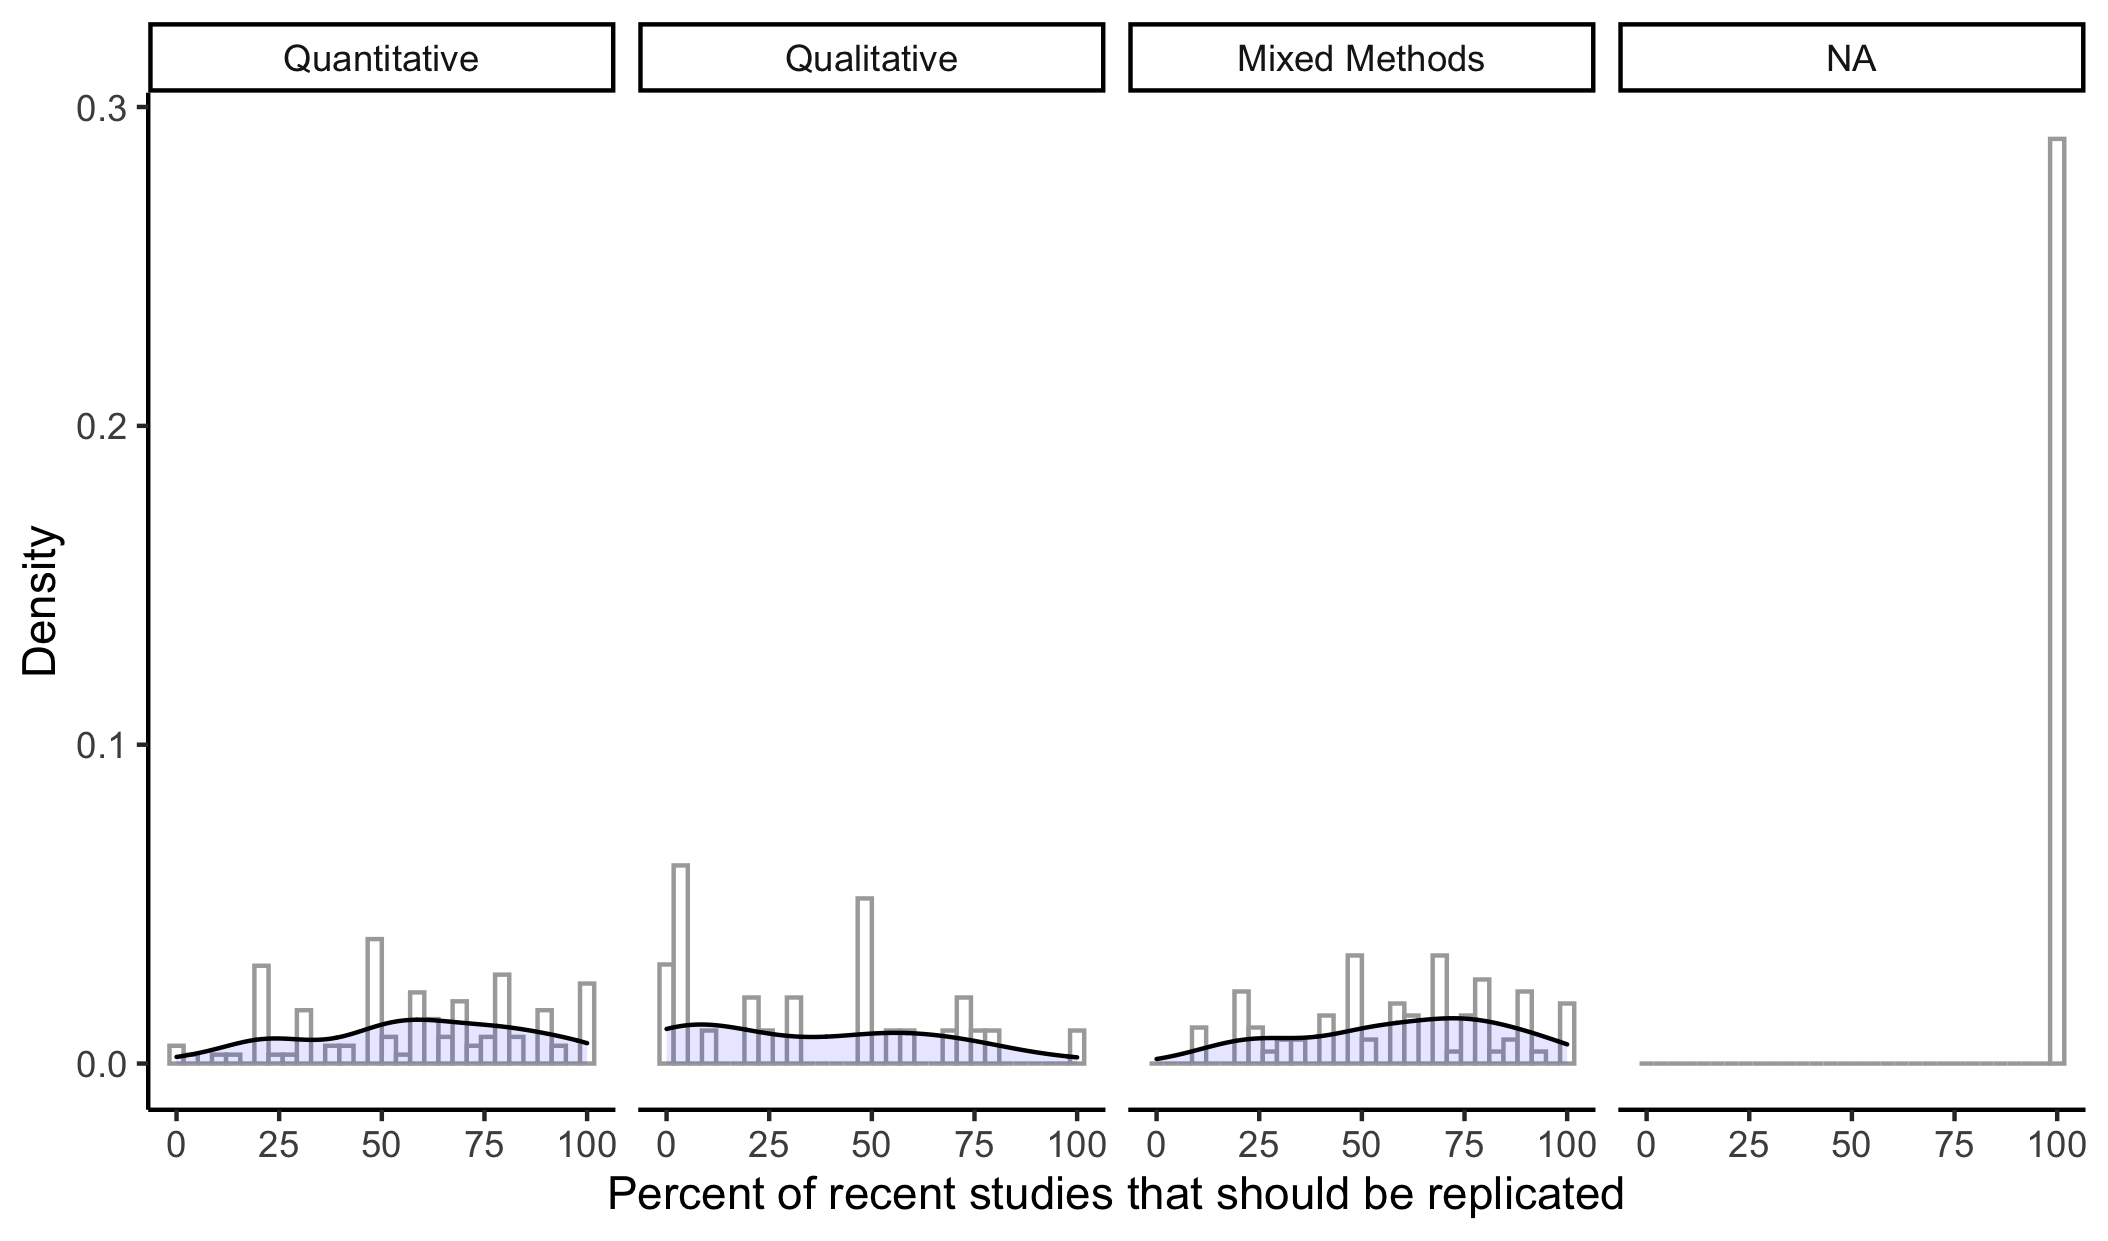 Quantitative Qualitative Mixed Methods NA
0.3
0.2
0.1
0.0
Density
0 25 50 75 100 0 25 50 75 100 0 25 50 75 100 0 25 50 75 100
Percent of recent studies that should be replicated